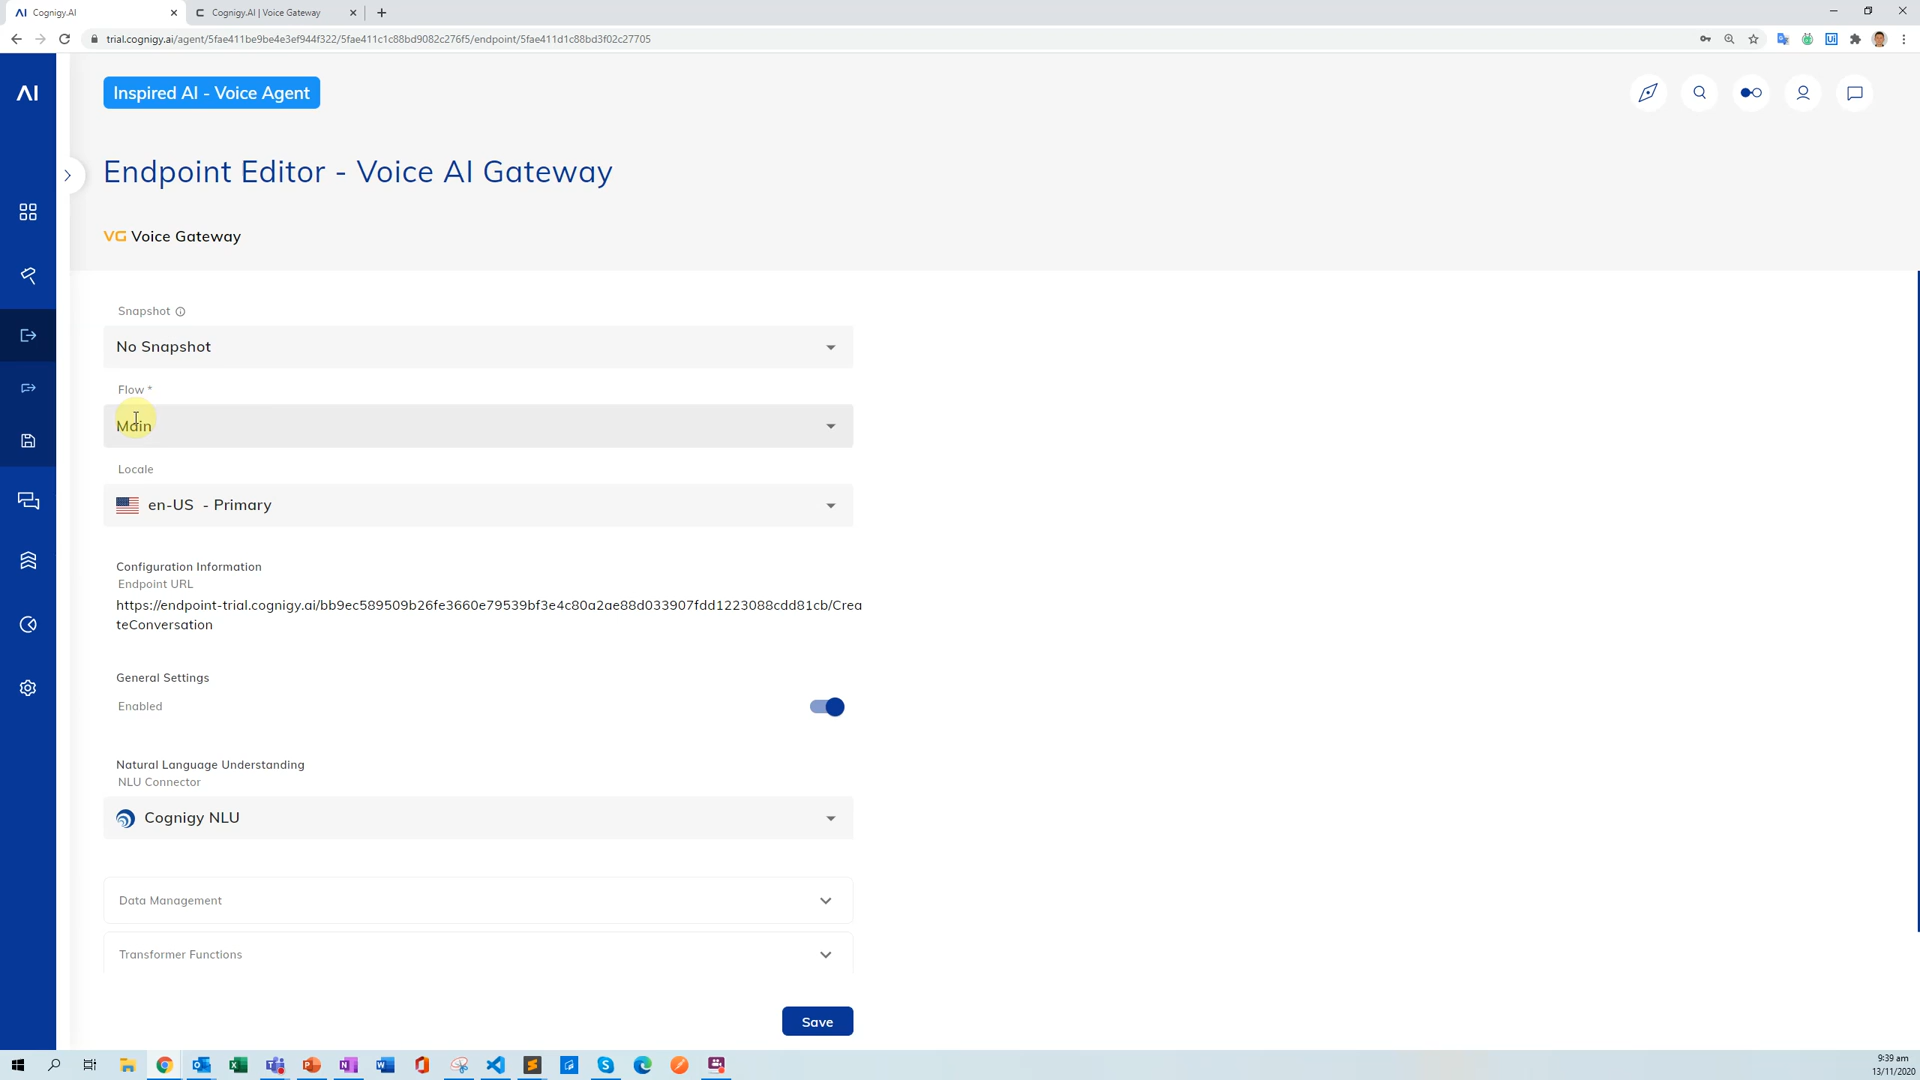 Cognigy.AI
Cognigy.AI | Voice Gateway
trial.cognigy.ai/agent/5fae411be9be4e3ef944f322/5fae411c1c88bd9082c276f5/endpoint/5fae411d1c88bd3f02c27705
AI
Inspired AI - Voice Agent
Endpoint Editor - Voice AI Gateway
VG Voice Gateway
Snapshot
No Snapshot
Flow *
Main
Locale
en-US - Primary
Configuration Information
Endpoint URL
https://endpoint-trial.cognigy.ai/bb9ec589509b26fe3660e79539bf3e4c80a2ae88d033907fdd1223088cdd81cb/Crea
teConversation
General Settings
Enabled
Natural Language Understanding
NLU Connector
Cognigy NLU
Data Management
Transformer Functions
Save
9:39 am
13/11/2020